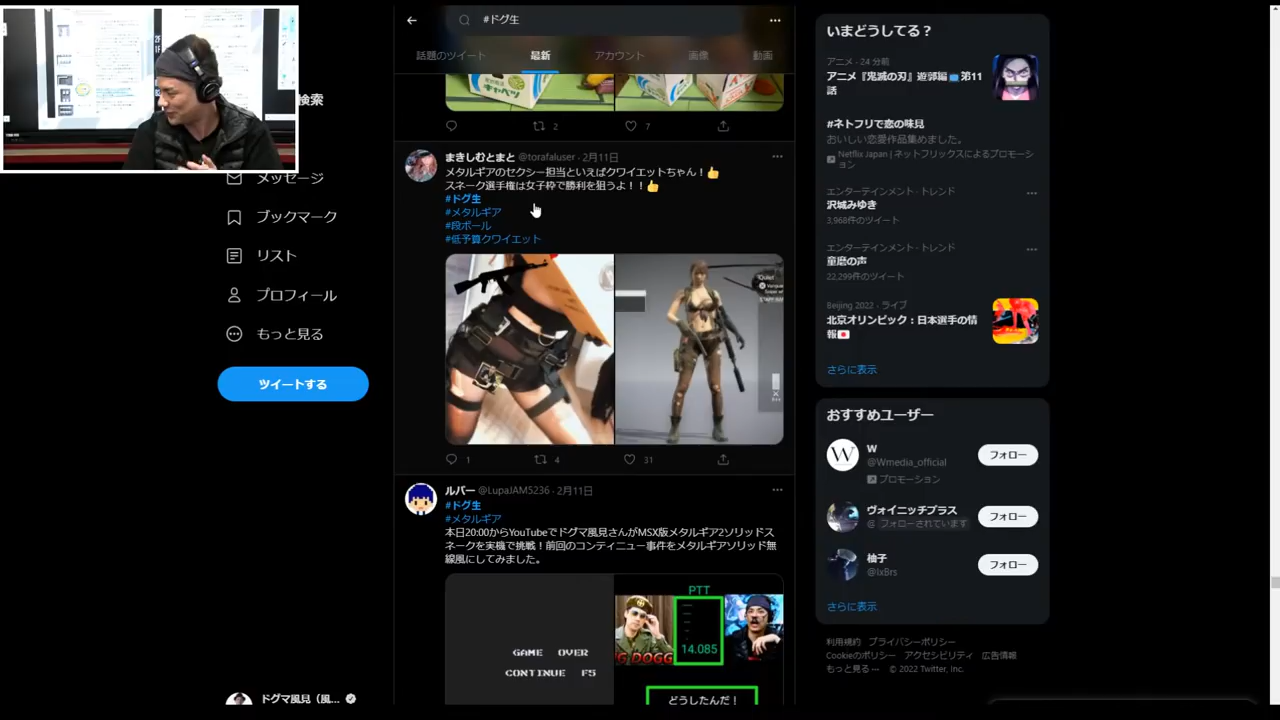 #ドグ生
話題のツイート
最新
アカウント
画像
動画
検索
メッセージ
ブックマーク
リスト
プロフィール
もっと見る
ツイートする
ドグマ風見（風...
2
7
まきしむとまと @torafaluser · 2月11日
メタルギアのセクシー担当といえばクワイエットちゃん！👍
スネーク選手権は女子枠で勝利を狙うよ！！👍
#ドグ生
#メタルギア
#段ボール
#低予算クワイエット
1
4
31
ルパー @LupaJAM5236 · 2月11日
#ドグ生
#メタルギア
本日20:00からYouTubeでドグマ風見さんがMSX版メタルギア2ソリッドス
ネークを実機で挑戦！前回のコンティニュー事件をメタルギアソリッド無
線風にしてみました。
GAME OVER
CONTINUE F5
PTT
14.085
どうしたんだ！
いまどうしてる？
アニメ · 24 分前
アニメ『鬼滅の刃』遊郭編 第11
話
#ネトフリで恋の味見
おいしい恋愛作品集めました。
Netflix Japan | ネットフリックスによるプロモーシ
ョン
エンターテインメント · トレンド
沢城みゆき
3,968件のツイート
エンターテインメント · トレンド
童磨の声
22,299件のツイート
Beijing 2022 · ライブ
北京オリンピック：日本選手の情
報🇯🇵
さらに表示
おすすめユーザー
W
@Wmedia_official
プロモーション
フォロー
ヴォイニッチプラス
@ フォローされています
フォロー
柚子
@IxBrs
フォロー
さらに表示
利用規約 プライバシーポリシー
Cookieのポリシー アクセシビリティ 広告情報
もっと見る ··· © 2022 Twitter, Inc.